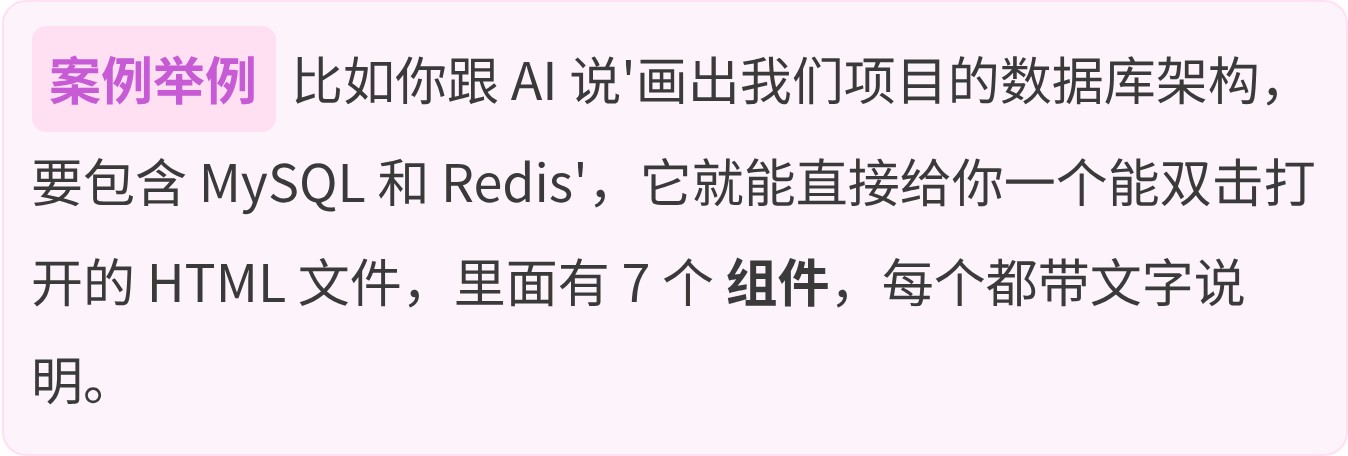 案例举例 比如你跟 AI 说'画出我们项目的数据库架构，
要包含 MySQL 和 Redis'，它就能直接给你一个能双击打
开的 HTML 文件，里面有 7 个 组件，每个都带文字说
明。